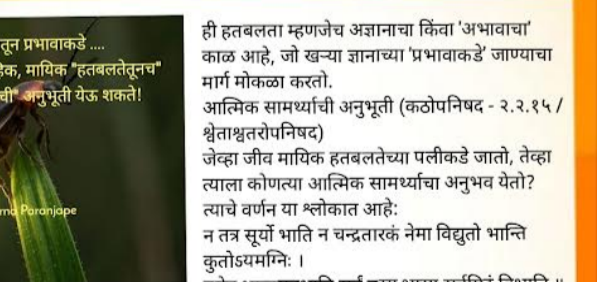 तून प्रभावाकडे ....
मायिक "हतबलतेतूनच"
अनुभूती येऊ शकते!
Paranjape
ही हतबलता म्हणजेच अज्ञानाचा किंवा 'अभावाचा'
काळ आहे, जो खऱ्या ज्ञानाच्या 'प्रभावाकडे' जाण्याचा
मार्ग मोकळा करतो.
आत्मिक सामर्थ्याची अनुभूती (कठोपनिषद - २.२.१५ /
श्वेताश्वतरोपनिषद)
जेव्हा जीव मायिक हतबलतेच्या पलीकडे जातो, तेव्हा
त्याला कोणत्या आत्मिक सामर्थ्याचा अनुभव येतो?
त्याचे वर्णन या श्लोकात आहे:
न तत्र सूर्यो भाति न चन्द्रतारकं नेमा विद्युतो भान्ति
कुतोऽयमग्निः ।